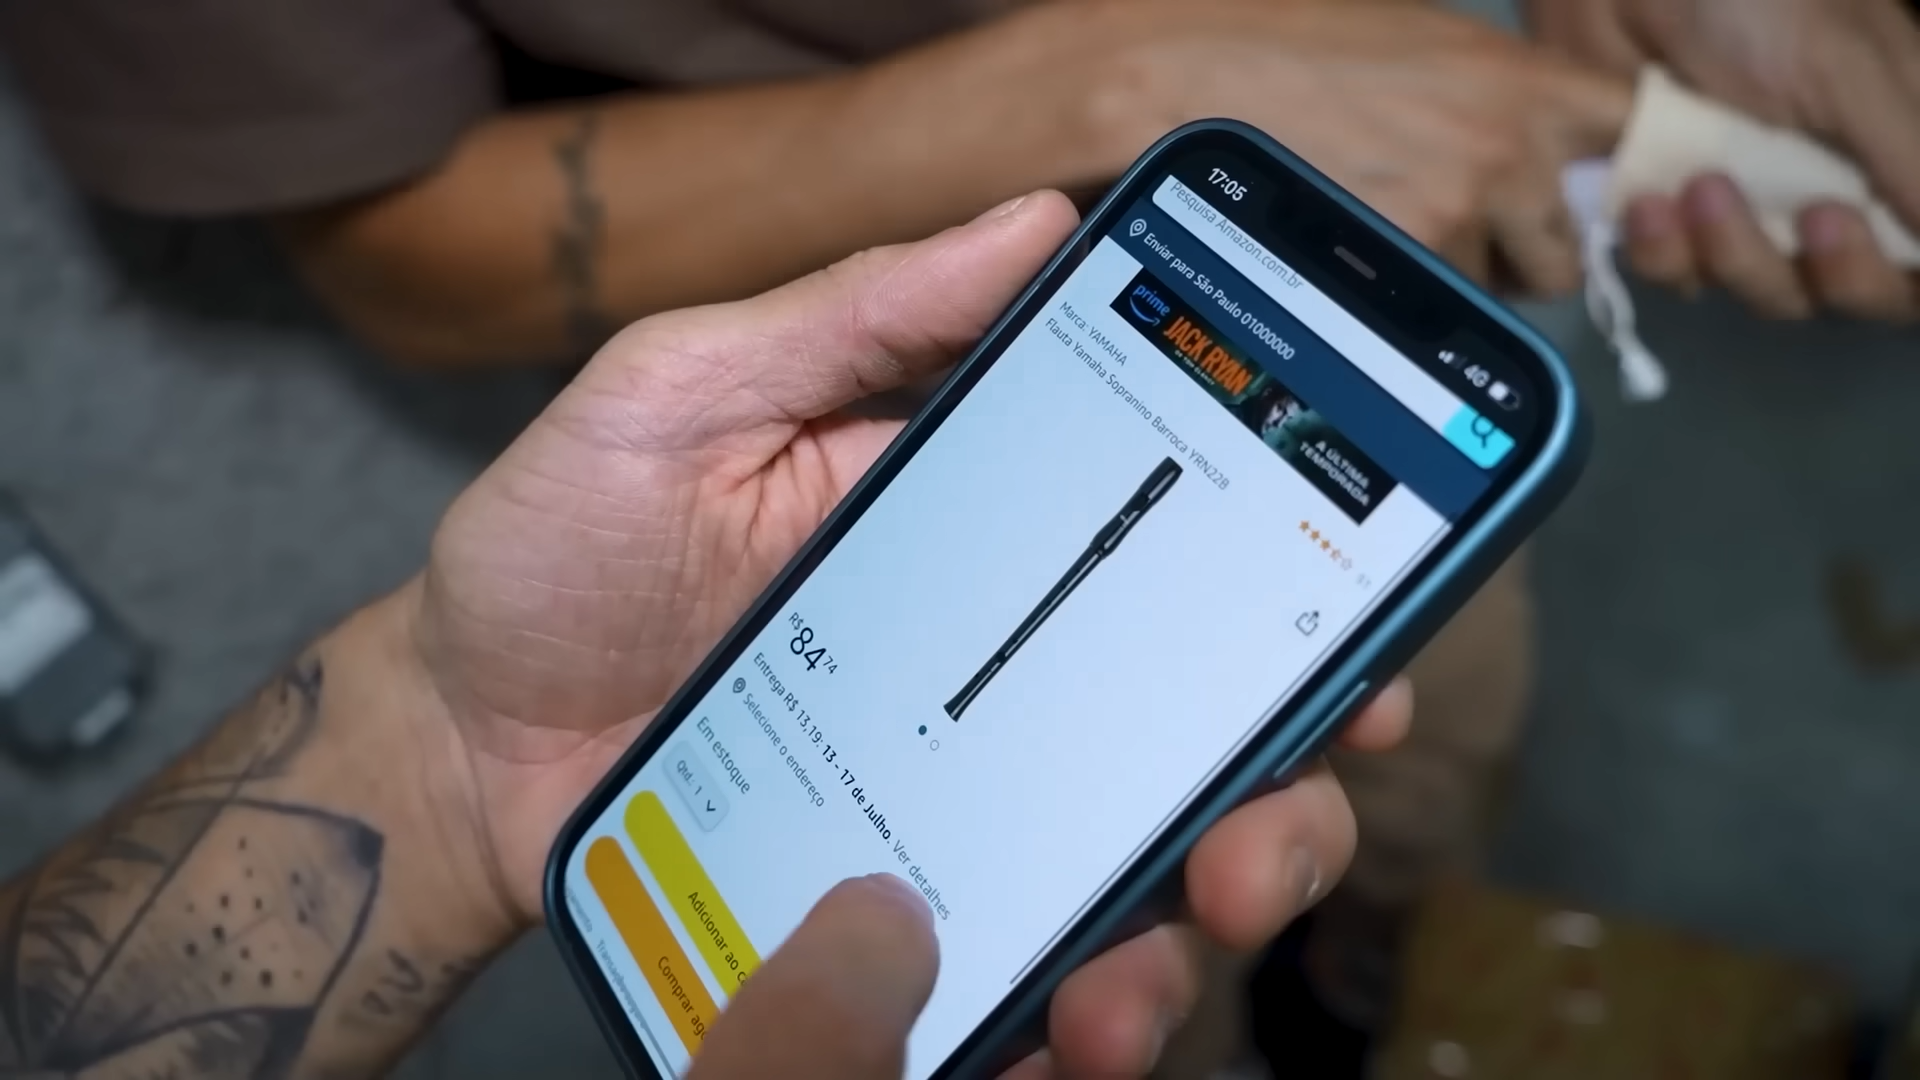 17:05
4G
Pesquisa Amazon.com.br
Enviar para São Paulo 01000000
prime
JACK RYAN
A ÚLTIMA
TEMPORADA
Marca: YAMAHA
Flauta Yamaha Sopranino Barroca YRN22B
R$84,74
Entrega R$ 13,19: 13 - 17 de Julho. Ver detalhes
Selecione o endereço
Em estoque
Qtd.: 1
Adicionar ao c
Comprar ago